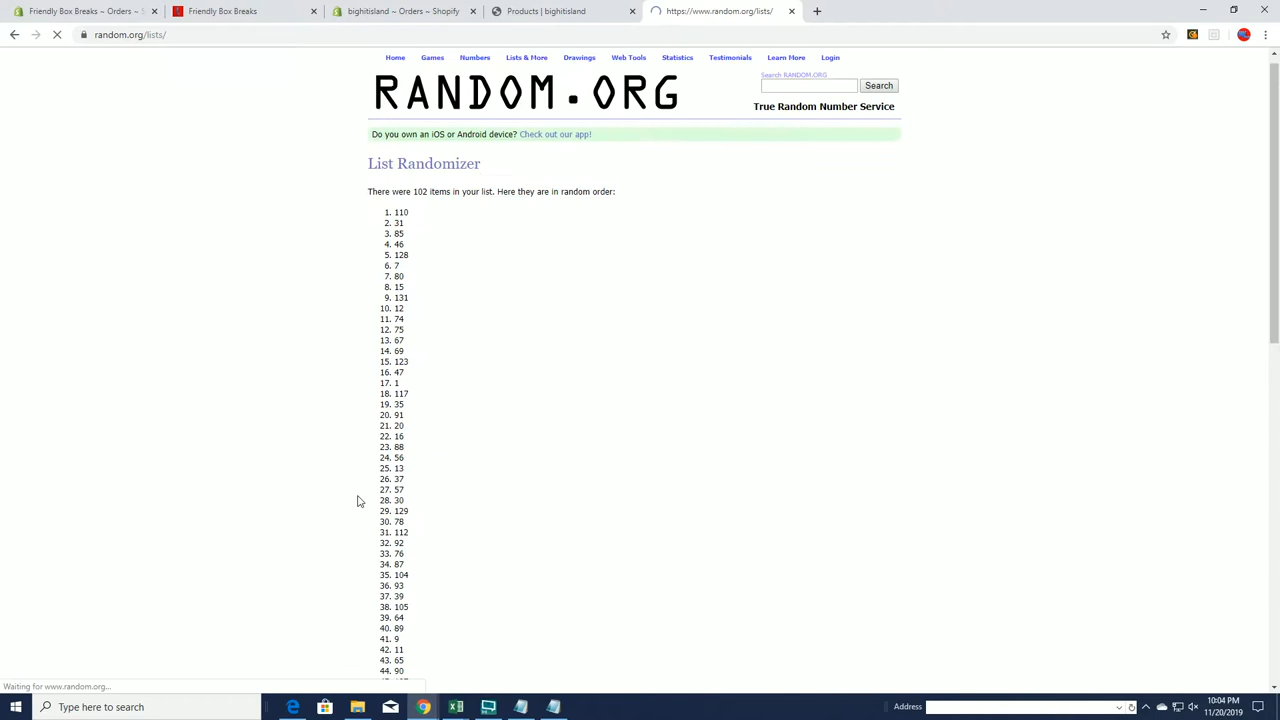 Friendly Box Breaks ~ Orders ~ S
Friendly Box Breaks
bightisland ~ Orders ~ Shopify
Products | bightisland
https://www.random.org/lists/
random.org/lists/
Home Games Numbers Lists & More Drawings Web Tools Statistics Testimonials Learn More Login
Search RANDOM.ORG
RANDOM.ORG
Search
True Random Number Service
Do you own an iOS or Android device? Check out our app!
List Randomizer
There were 102 items in your list. Here they are in random order:
1. 110
2. 31
3. 85
4. 46
5. 128
6. 7
7. 80
8. 15
9. 131
10. 12
11. 74
12. 75
13. 67
14. 69
15. 123
16. 47
17. 1
18. 117
19. 35
20. 91
21. 20
22. 16
23. 88
24. 56
25. 13
26. 37
27. 57
28. 30
29. 129
30. 78
31. 112
32. 92
33. 76
34. 87
35. 104
36. 93
37. 39
38. 105
39. 64
40. 89
41. 9
42. 11
43. 65
44. 90
Waiting for www.random.org...
Type here to search
Address
10:04 PM
11/20/2019